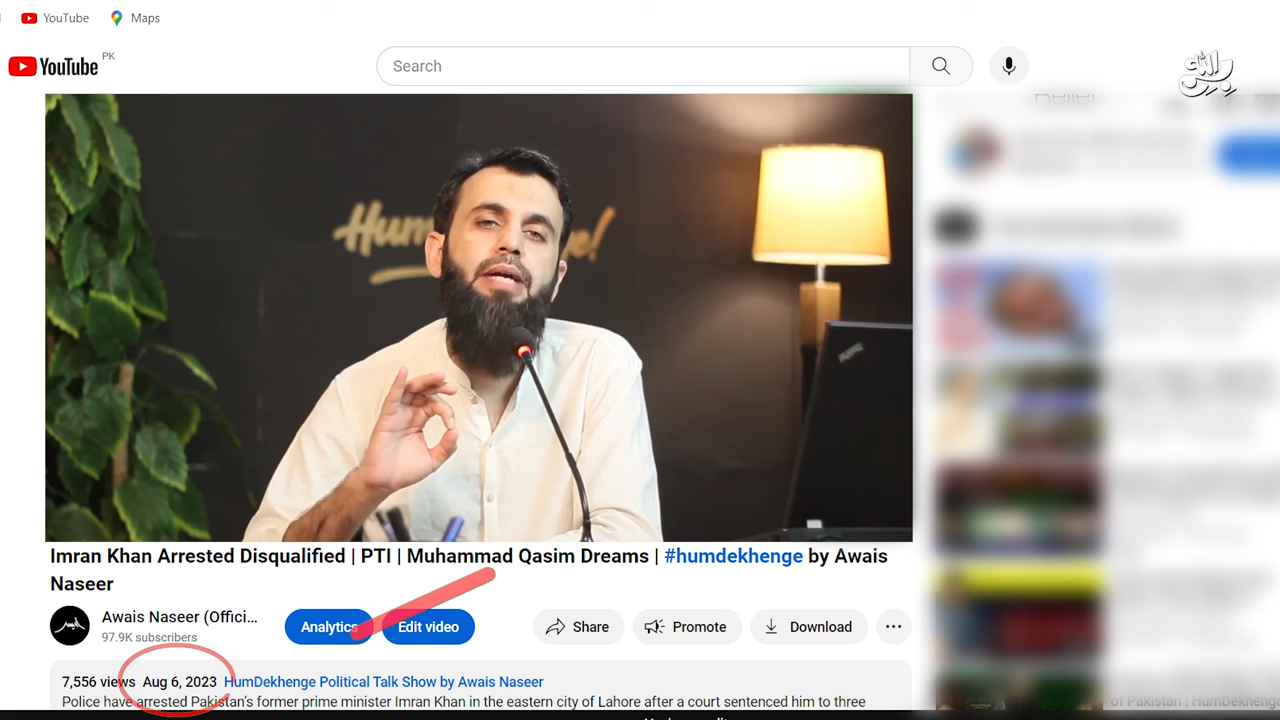 YouTube
Maps
YouTube PK
Search
Hum
e!
Imran Khan Arrested Disqualified | PTI | Muhammad Qasim Dreams | #humdekhenge by Awais
Naseer
Awais Naseer (Offici...
97.9K subscribers
Analytics
Edit video
Share
Promote
Download
7,556 views Aug 6, 2023 HumDekhenge Political Talk Show by Awais Naseer
Police have arrested Pakistan's former prime minister Imran Khan in the eastern city of Lahore after a court sentenced him to three
of Pakistan | HumDekhenge